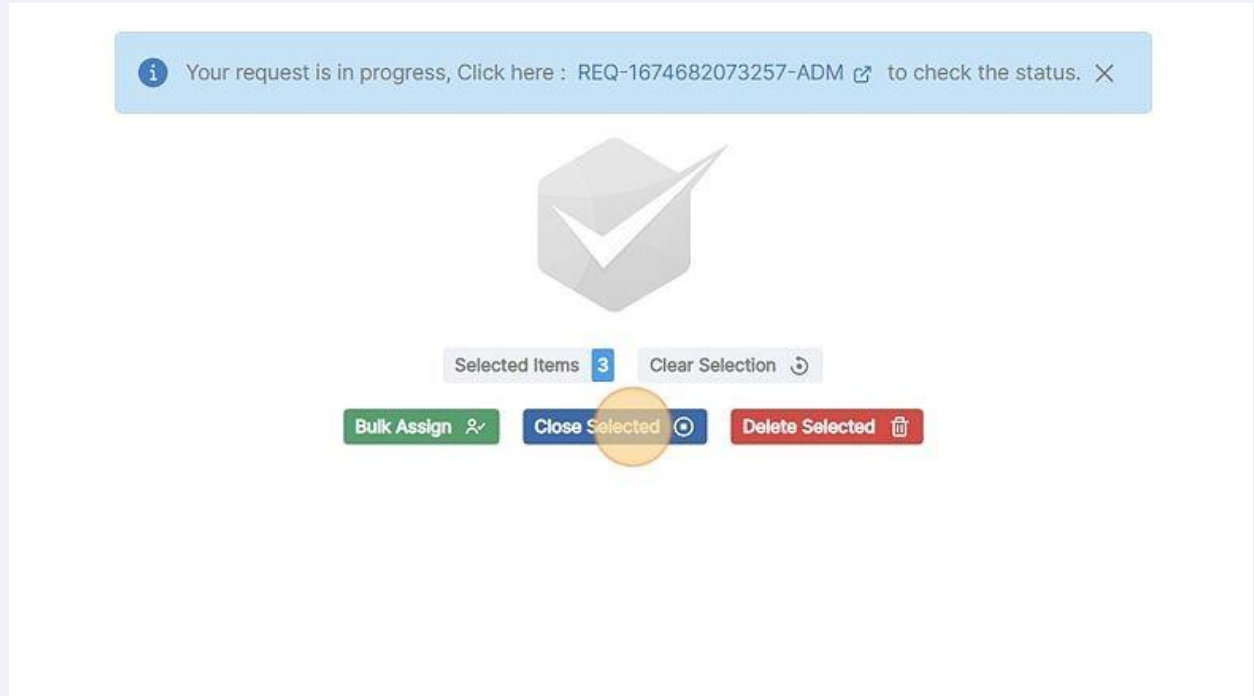 Your request is in progress, Click here : REQ-1674682073257-ADM to check the status.
Selected Items 3 Clear Selection
Bulk Assign Close Selected Delete Selected